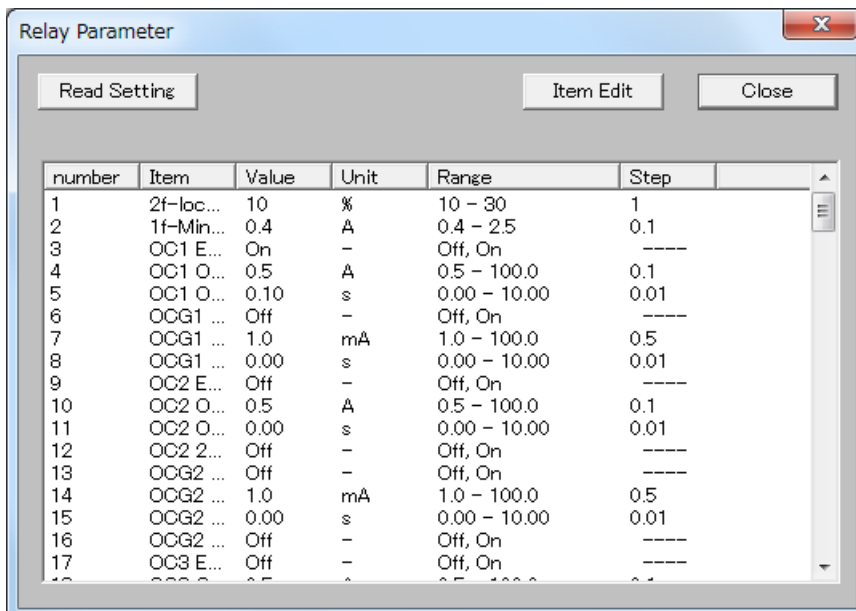 Relay Parameter
Read Setting Item Edit Close
number Item Value Unit Range Step
1 2f-loc... 10 % 10 - 30 1
2 1f-Min... 0.4 A 0.4 - 2.5 0.1
3 OC1 E... On - Off, On ----
4 OC1 O... 0.5 A 0.5 - 100.0 0.1
5 OC1 O... 0.10 s 0.00 - 10.00 0.01
6 OCG1 ... Off - Off, On ----
7 OCG1 ... 1.0 mA 1.0 - 100.0 0.5
8 OCG1 ... 0.00 s 0.00 - 10.00 0.01
9 OC2 E... Off - Off, On ----
10 OC2 O... 0.5 A 0.5 - 100.0 0.1
11 OC2 O... 0.00 s 0.00 - 10.00 0.01
12 OC2 2... Off - Off, On ----
13 OCG2 ... Off - Off, On ----
14 OCG2 ... 1.0 mA 1.0 - 100.0 0.5
15 OCG2 ... 0.00 s 0.00 - 10.00 0.01
16 OCG2 ... Off - Off, On ----
17 OC3 E... Off - Off, On ----